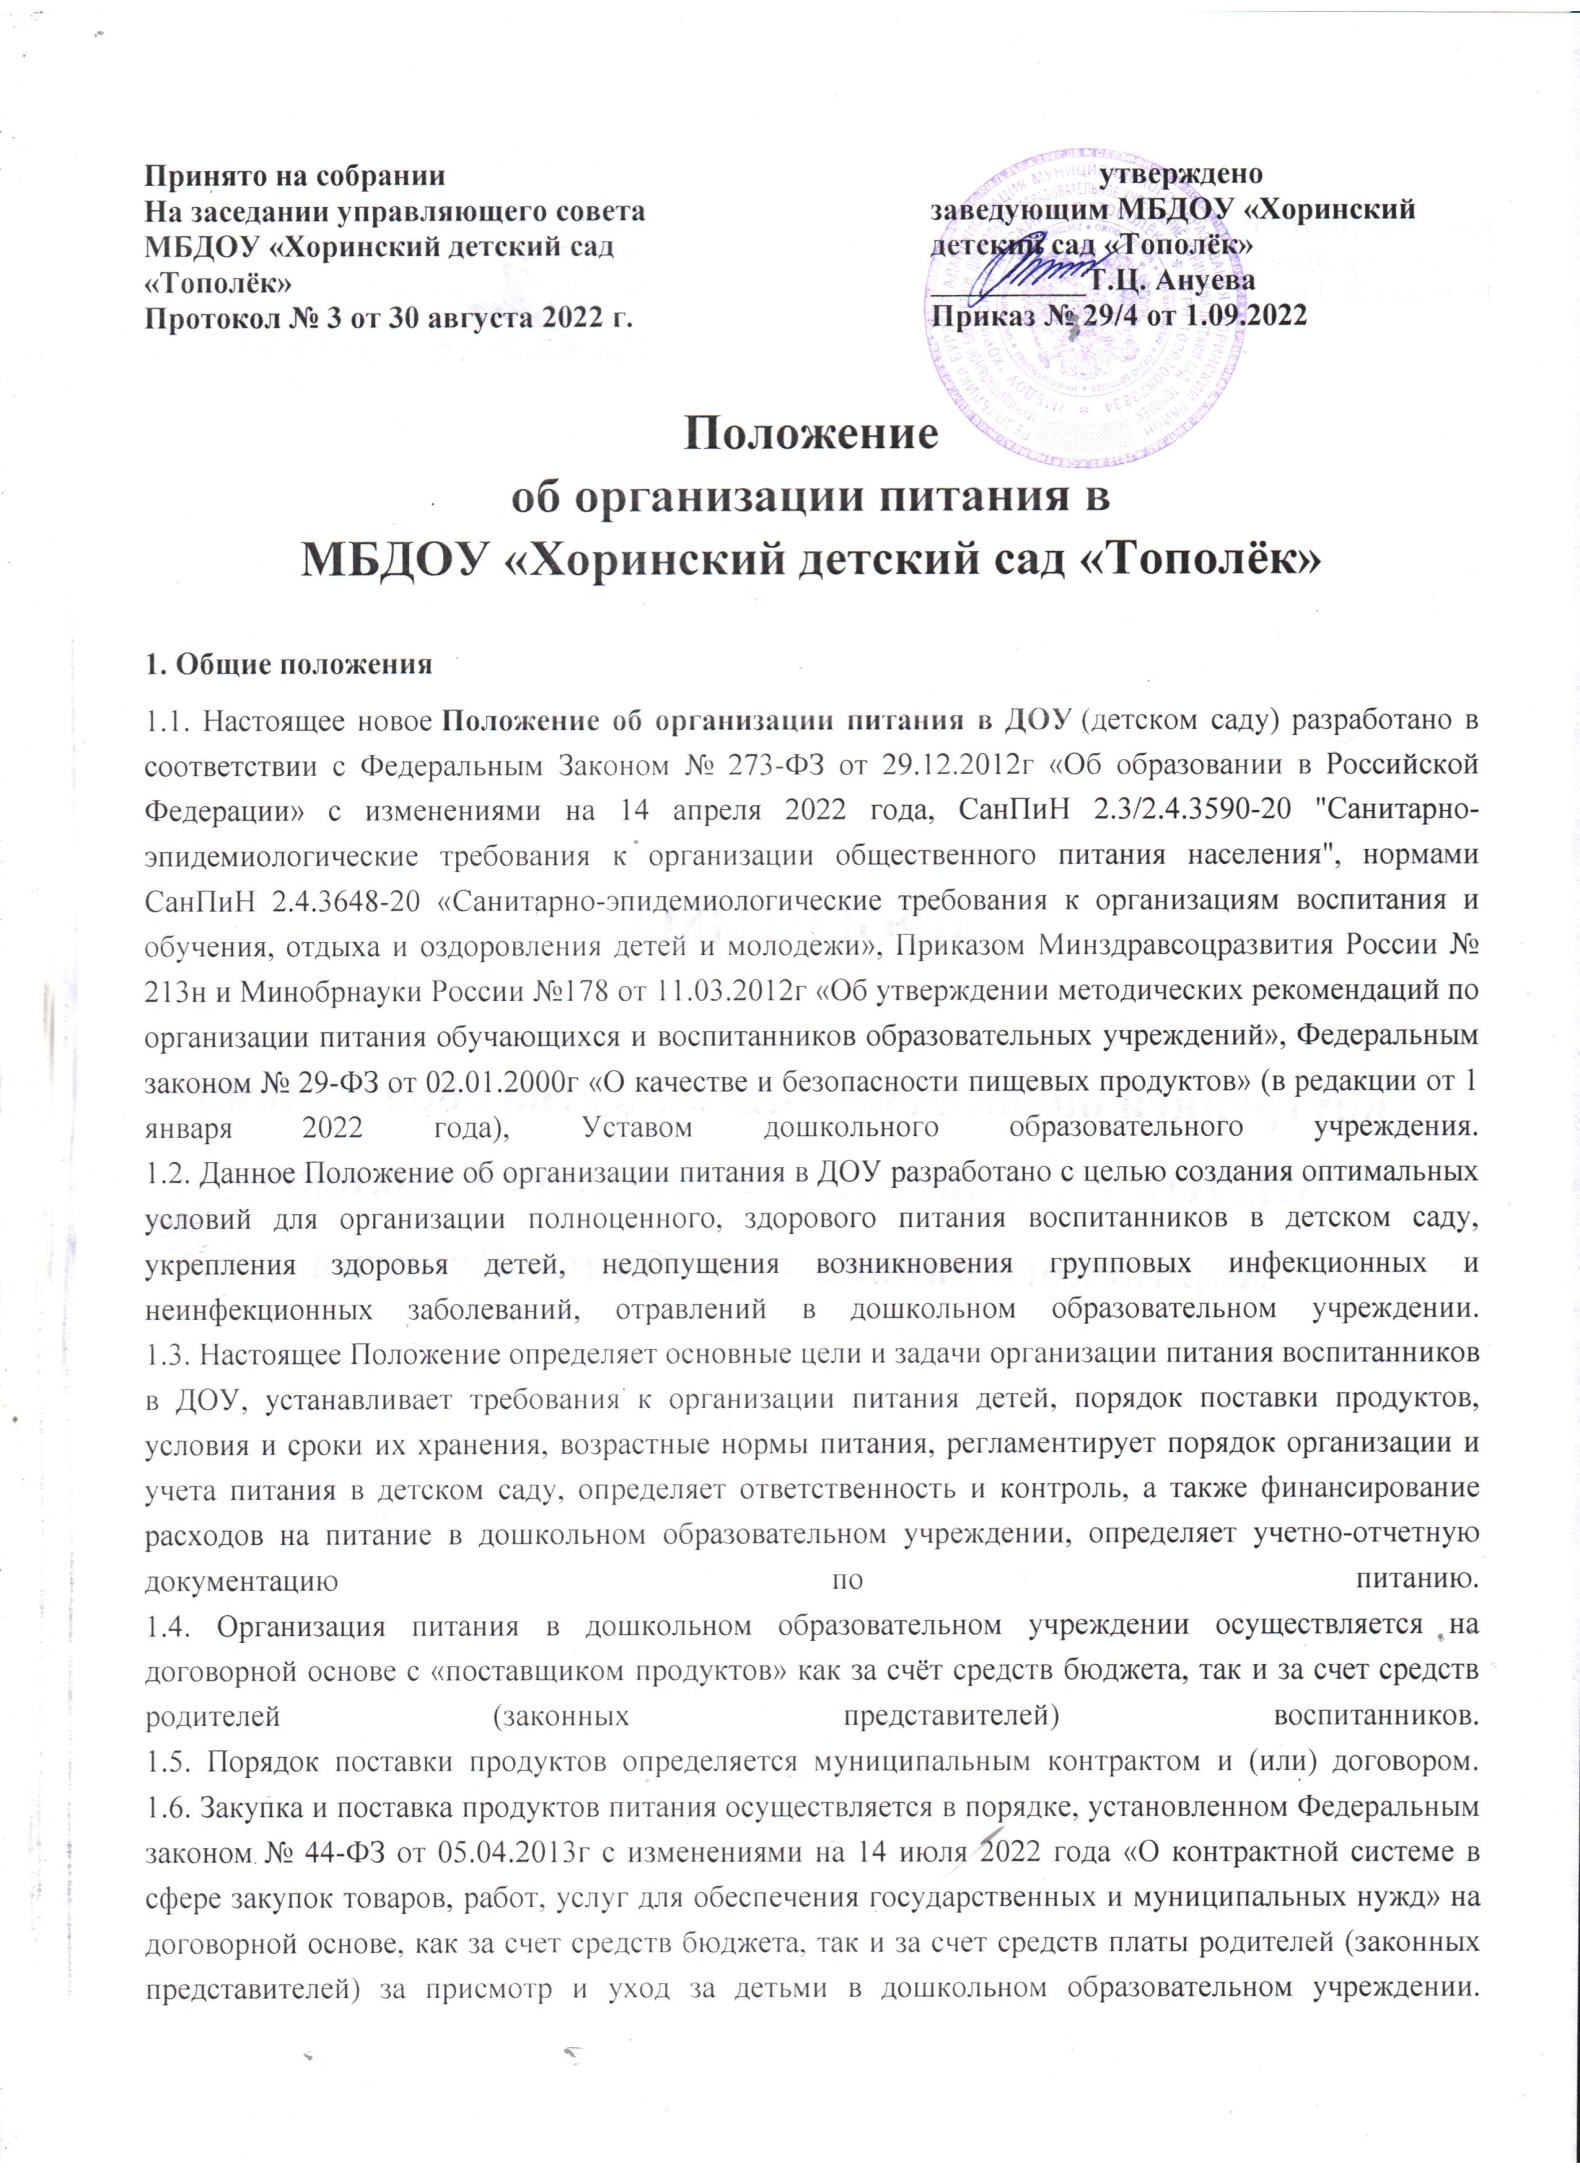 Принято на собрании
На заседании управляющего совета
МБДОУ «Хоринский детский сад
«Тополёк»
Протокол № 3 от 30 августа 2022 г.
утверждено
заведующим МБДОУ «Хоринский
детский сад «Тополёк»
__________Т.Ц. Ануева
Приказ № 29/4 от 1.09.2022
Положение
об организации питания в
МБДОУ «Хоринский детский сад «Тополёк»
1. Общие положения
1.1. Настоящее новое Положение об организации питания в ДОУ (детском саду) разработано в
соответствии с Федеральным Законом № 273-ФЗ от 29.12.2012г «Об образовании в Российской
Федерации» с изменениями на 14 апреля 2022 года, СанПиН 2.3/2.4.3590-20 "Санитарно-
эпидемиологические требования к организации общественного питания населения", нормами
СанПиН 2.4.3648-20 «Санитарно-эпидемиологические требования к организациям воспитания и
обучения, отдыха и оздоровления детей и молодежи», Приказом Минздравсоцразвития России №
213н и Минобрнауки России №178 от 11.03.2012г «Об утверждении методических рекомендаций по
организации питания обучающихся и воспитанников образовательных учреждений», Федеральным
законом № 29-ФЗ от 02.01.2000г «О качестве и безопасности пищевых продуктов» (в редакции от 1
января 2022 года), Уставом дошкольного образовательного учреждения.
1.2. Данное Положение об организации питания в ДОУ разработано с целью создания оптимальных
условий для организации полноценного, здорового питания воспитанников в детском саду,
укрепления здоровья детей, недопущения возникновения групповых инфекционных и
неинфекционных заболеваний, отравлений в дошкольном образовательном учреждении.
1.3. Настоящее Положение определяет основные цели и задачи организации питания воспитанников
в ДОУ, устанавливает требования к организации питания детей, порядок поставки продуктов,
условия и сроки их хранения, возрастные нормы питания, регламентирует порядок организации и
учета питания в детском саду, определяет ответственность и контроль, а также финансирование
расходов на питание в дошкольном образовательном учреждении, определяет учетно-отчетную
документацию по питанию.
1.4. Организация питания в дошкольном образовательном учреждении осуществляется на
договорной основе с «поставщиком продуктов» как за счёт средств бюджета, так и за счет средств
родителей (законных представителей) воспитанников.
1.5. Порядок поставки продуктов определяется муниципальным контрактом и (или) договором.
1.6. Закупка и поставка продуктов питания осуществляется в порядке, установленном Федеральным
законом № 44-ФЗ от 05.04.2013г с изменениями на 14 июля 2022 года «О контрактной системе в
сфере закупок товаров, работ, услуг для обеспечения государственных и муниципальных нужд» на
договорной основе, как за счет средств бюджета, так и за счет средств платы родителей (законных
представителей) за присмотр и уход за детьми в дошкольном образовательном учреждении.